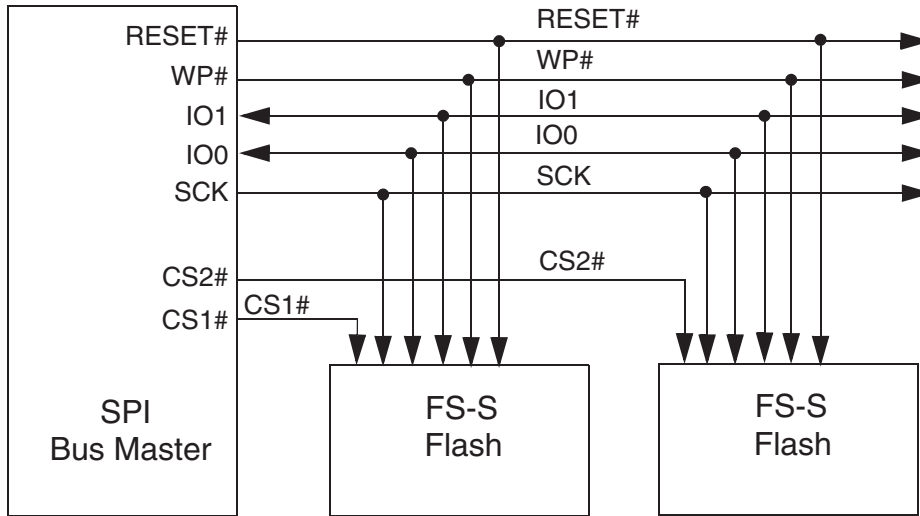 RESET#
RESET#
WP#
WP#
IO1
IO1
IO0
IO0
SCK
SCK
CS2#
CS2#
CS1#
CS1#
SPI
Bus Master
FS-S
Flash
FS-S
Flash